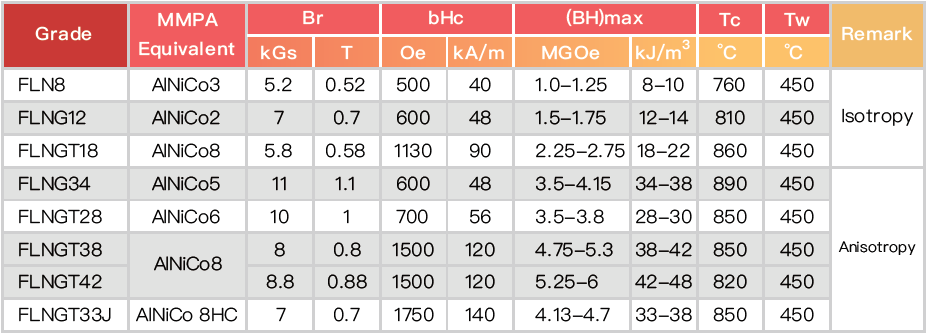 Grade MMPA Equivalent Br bHc (BH)max Tc Tw Remark
kGs T Oe kA/m MGOe kJ/m³ °C °C
FLN8 AlNiCo3 5.2 0.52 500 40 1.0–1.25 8–10 760 450 Isotropy
FLNG12 AlNiCo2 7 0.7 600 48 1.5–1.75 12–14 810 450
FLNGT18 AlNiCo8 5.8 0.58 1130 90 2.25–2.75 18–22 860 450
FLNG34 AlNiCo5 11 1.1 600 48 3.5–4.15 34–38 890 450 Anisotropy
FLNGT28 AlNiCo6 10 1 700 56 3.5–3.8 28–30 850 450
FLNGT38 AlNiCo8 8 0.8 1500 120 4.75–5.3 38–42 850 450
FLNGT42 8.8 0.88 1500 120 5.25–6 42–48 820 450
FLNGT33J AlNiCo 8HC 7 0.7 1750 140 4.13–4.7 33–38 850 450